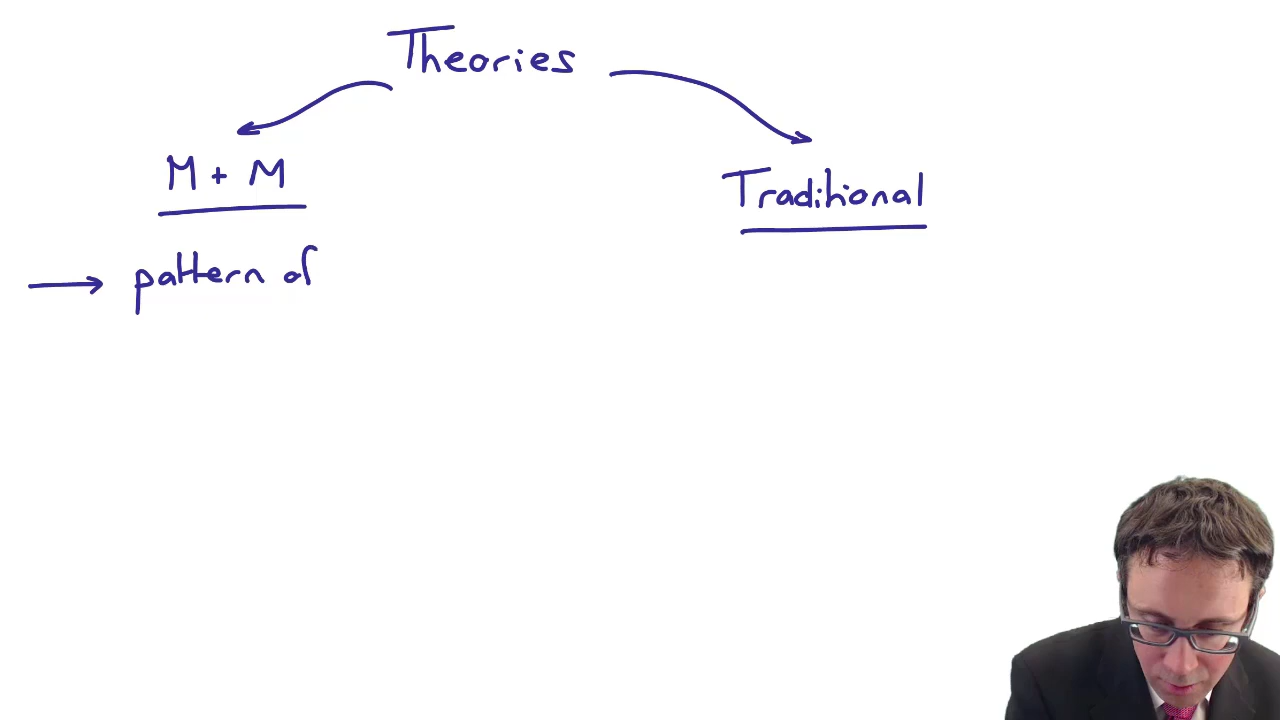 Theories
M + M
Traditional
→ pattern of